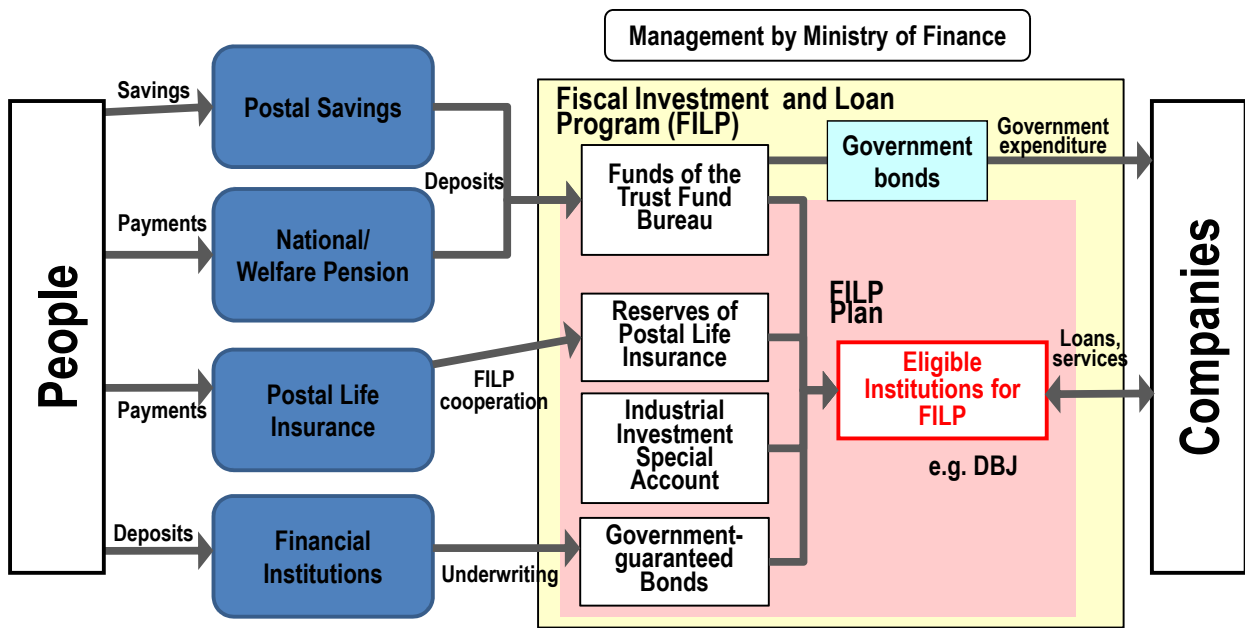 Management by Ministry of Finance
People
Savings
Postal Savings
Payments
National/
Welfare Pension
Deposits
Payments
Postal Life
Insurance
FILP
cooperation
Deposits
Financial
Institutions
Underwriting
Fiscal Investment and Loan
Program (FILP)
Funds of the
Trust Fund
Bureau
Government
bonds
Government
expenditure
Reserves of
Postal Life
Insurance
Industrial
Investment
Special
Account
Government-
guaranteed
Bonds
FILP
Plan
Eligible
Institutions for
FILP
e.g. DBJ
Loans,
services
Companies